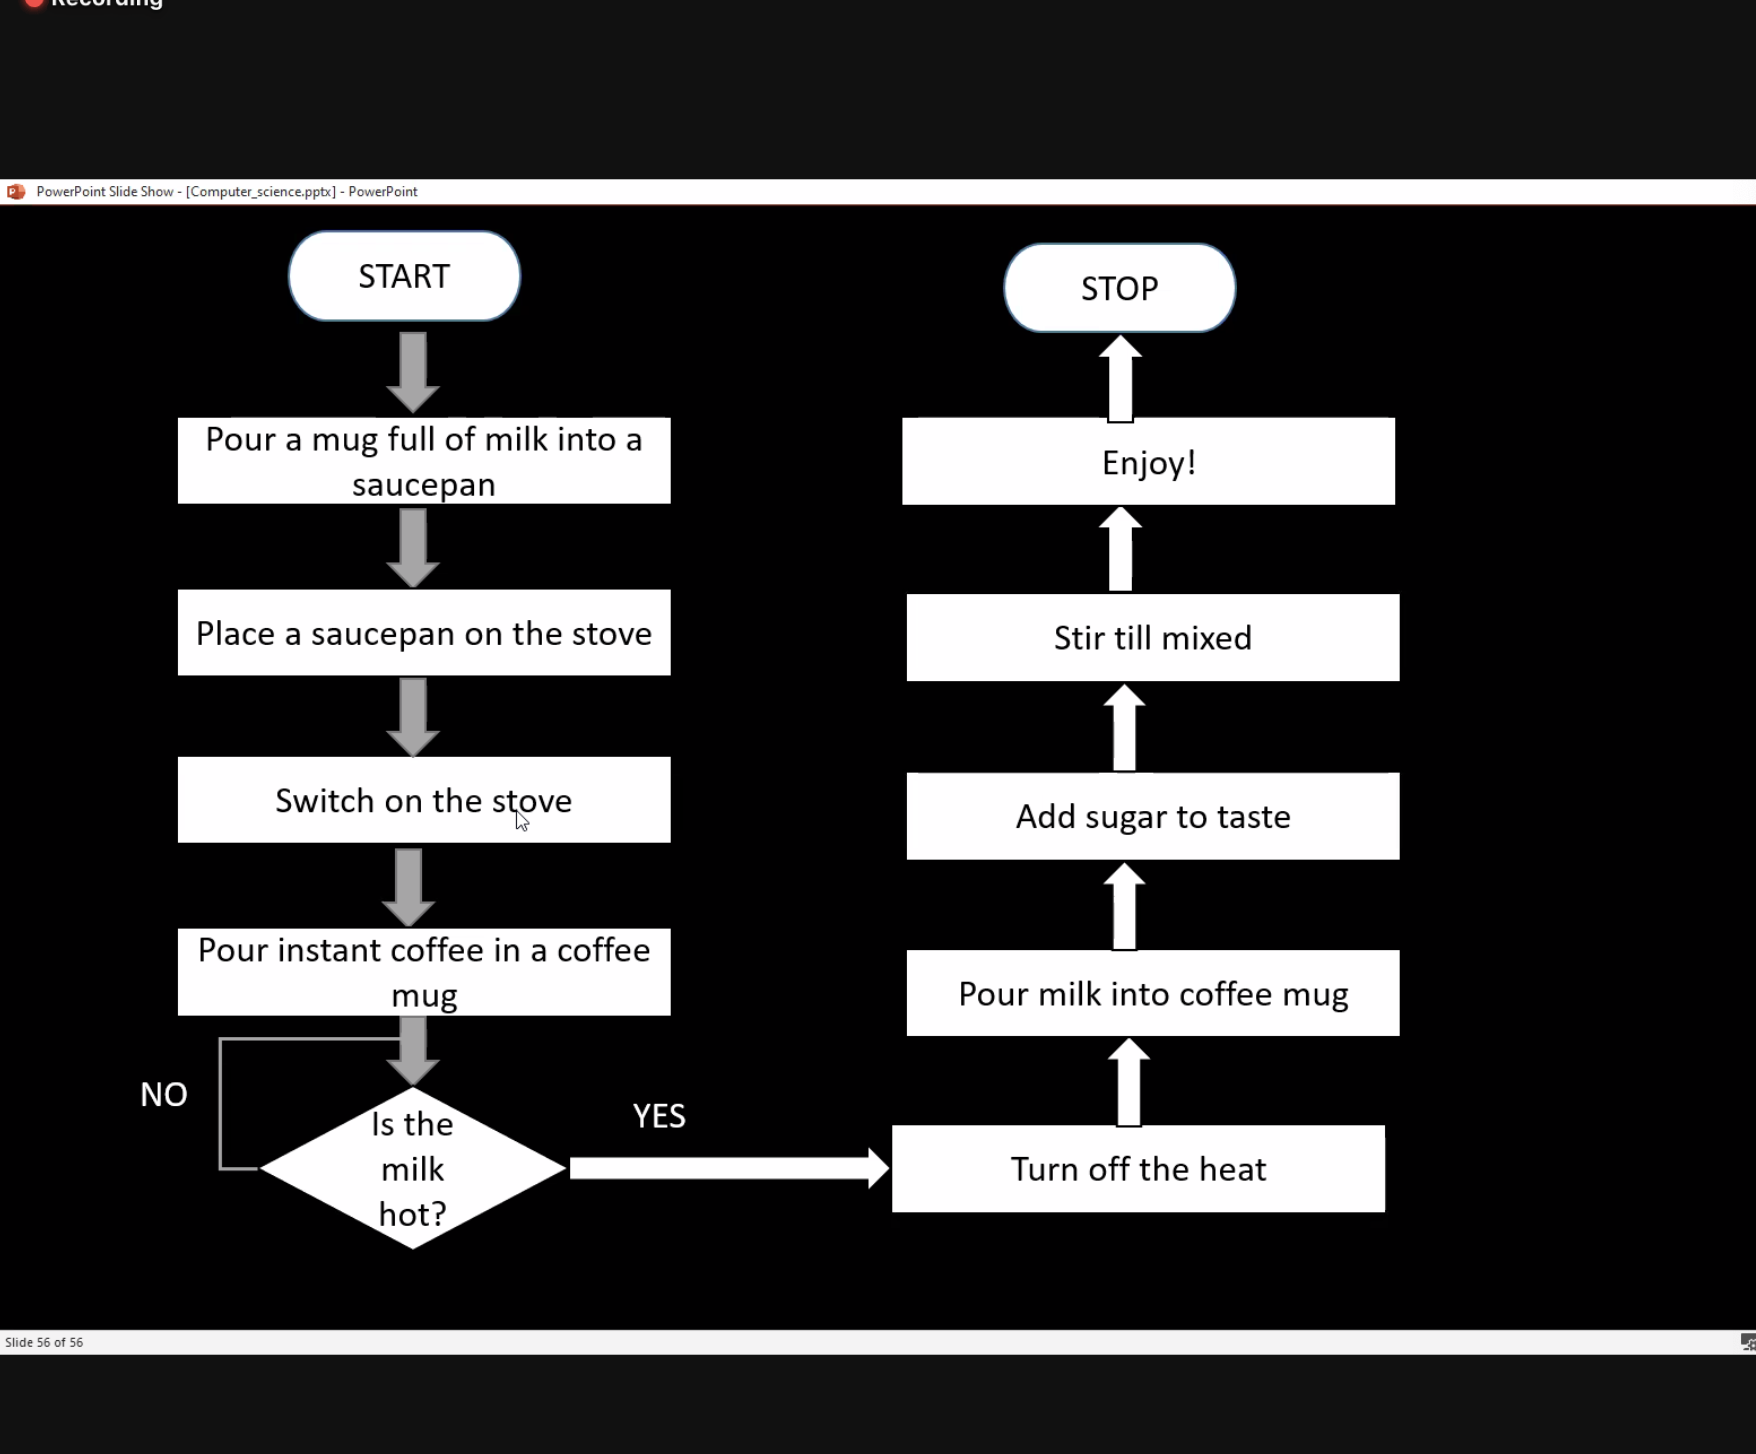 Recording
PowerPoint Slide Show - [Computer_science.pptx] - PowerPoint
START
Pour a mug full of milk into a
saucepan
Place a saucepan on the stove
Switch on the stove
Pour instant coffee in a coffee
mug
NO
Is the
milk
hot?
YES
Turn off the heat
Pour milk into coffee mug
Add sugar to taste
Stir till mixed
Enjoy!
STOP
Slide 56 of 56